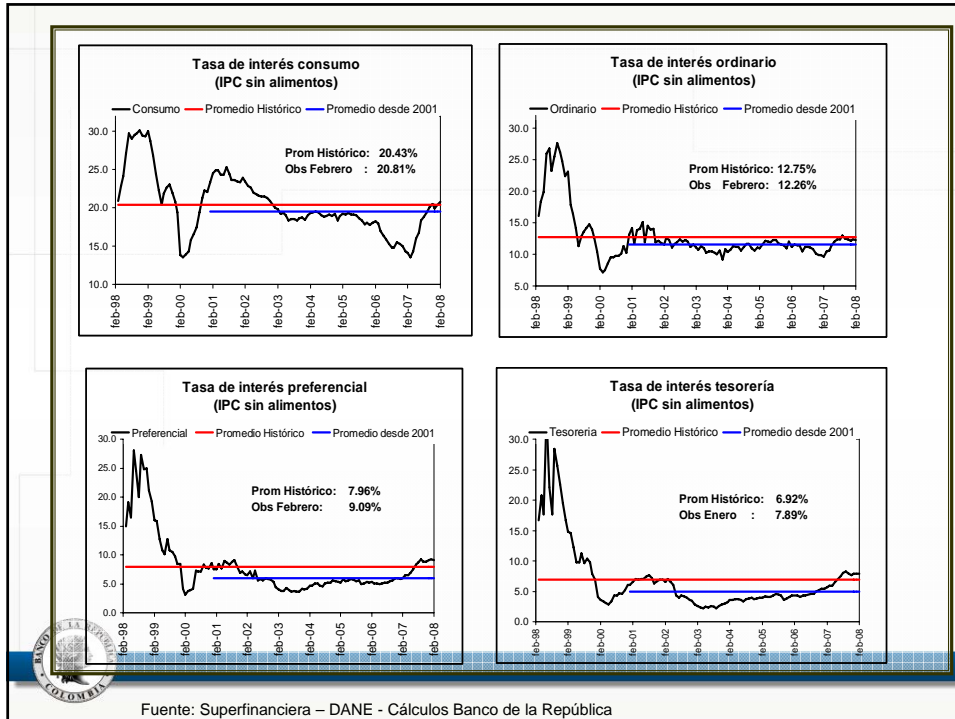 Tasa de interés consumo
(IPC sin alimentos)
Consumo Promedio Histórico Promedio desde 2001
30.0
25.0
20.0
15.0
10.0
Prom Histórico: 20.43%
Obs Febrero : 20.81%
feb-98 feb-99 feb-00 feb-01 feb-02 feb-03 feb-04 feb-05 feb-06 feb-07 feb-08
Tasa de interés ordinario
(IPC sin alimentos)
Ordinario Promedio Histórico Promedio desde 2001
30.0
25.0
20.0
15.0
10.0
5.0
Prom Histórico: 12.75%
Obs Febrero: 12.26%
feb-98 feb-99 feb-00 feb-01 feb-02 feb-03 feb-04 feb-05 feb-06 feb-07 feb-08
Tasa de interés preferencial
(IPC sin alimentos)
Preferencial Promedio Histórico Promedio desde 2001
30.0
25.0
20.0
15.0
10.0
5.0
0.0
Prom Histórico: 7.96%
Obs Febrero: 9.09%
feb-98 feb-99 feb-00 feb-01 feb-02 feb-03 feb-04 feb-05 feb-06 feb-07 feb-08
Tasa de interés tesorería
(IPC sin alimentos)
Tesoreria Promedio Histórico Promedio desde 2001
30.0
25.0
20.0
15.0
10.0
5.0
0.0
Prom Histórico: 6.92%
Obs Enero : 7.89%
feb-98 feb-99 feb-00 feb-01 feb-02 feb-03 feb-04 feb-05 feb-06 feb-07 feb-08
BANCO DE LA REPUBLICA
COLOMBIA
Fuente: Superfinanciera – DANE - Cálculos Banco de la República